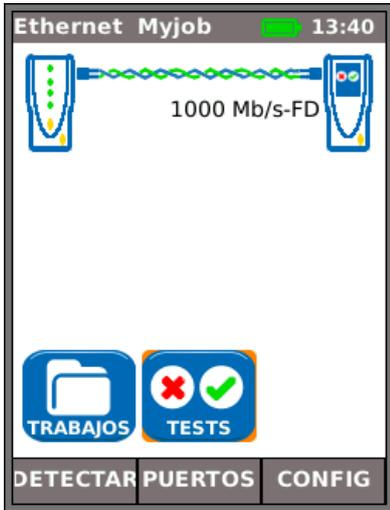 Ethernet Myjob 13:40
1000 Mb/s-FD
TRABAJOS TESTS
DETECTAR PUERTOS CONFIG